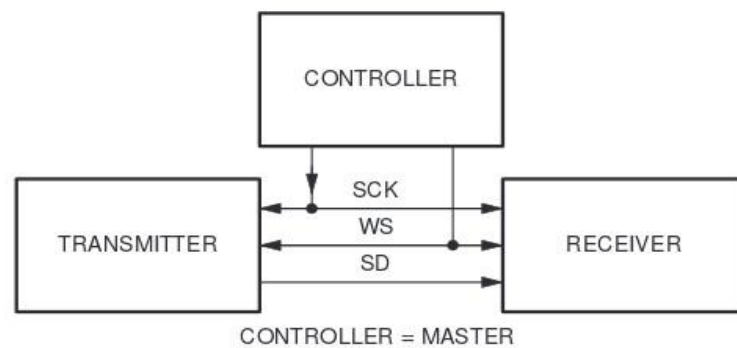 CONTROLLER
SCK
TRANSMITTER
WS
RECEIVER
SD
CONTROLLER = MASTER